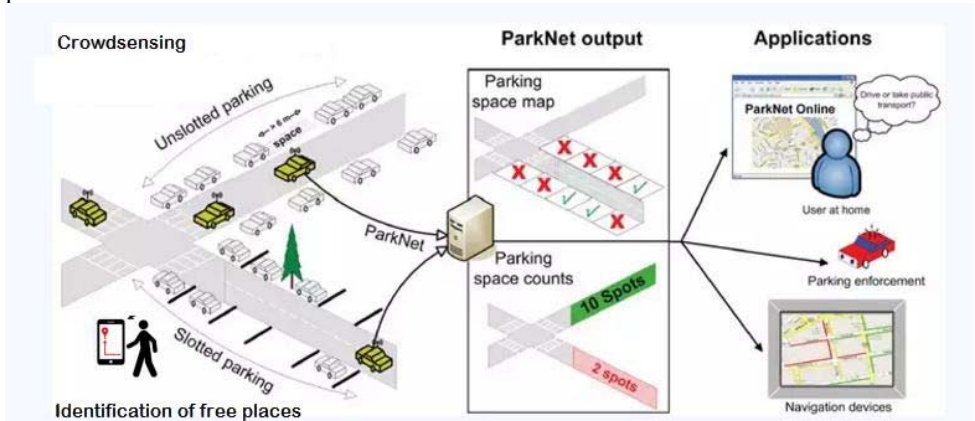 Crowdsensing
Unslotted parking
> 6 m
space
ParkNet
Slotted parking
Identification of free places
ParkNet output
Parking
space map
Parking
space counts
10 Spots
2 spots
Applications
ParkNet Online
Drive or take public
transport?
User at home
Parking enforcement
Navigation devices